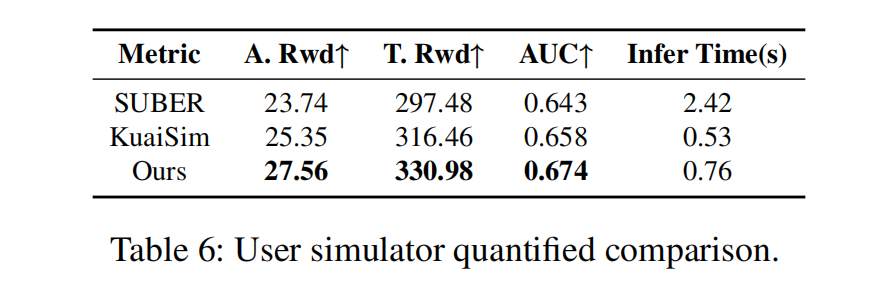 Metric A. Rwd↑ T. Rwd↑ AUC↑ Infer Time(s)
SUBER 23.74 297.48 0.643 2.42
KuaiSim 25.35 316.46 0.658 0.53
Ours 27.56 330.98 0.674 0.76
Table 6: User simulator quantified comparison.